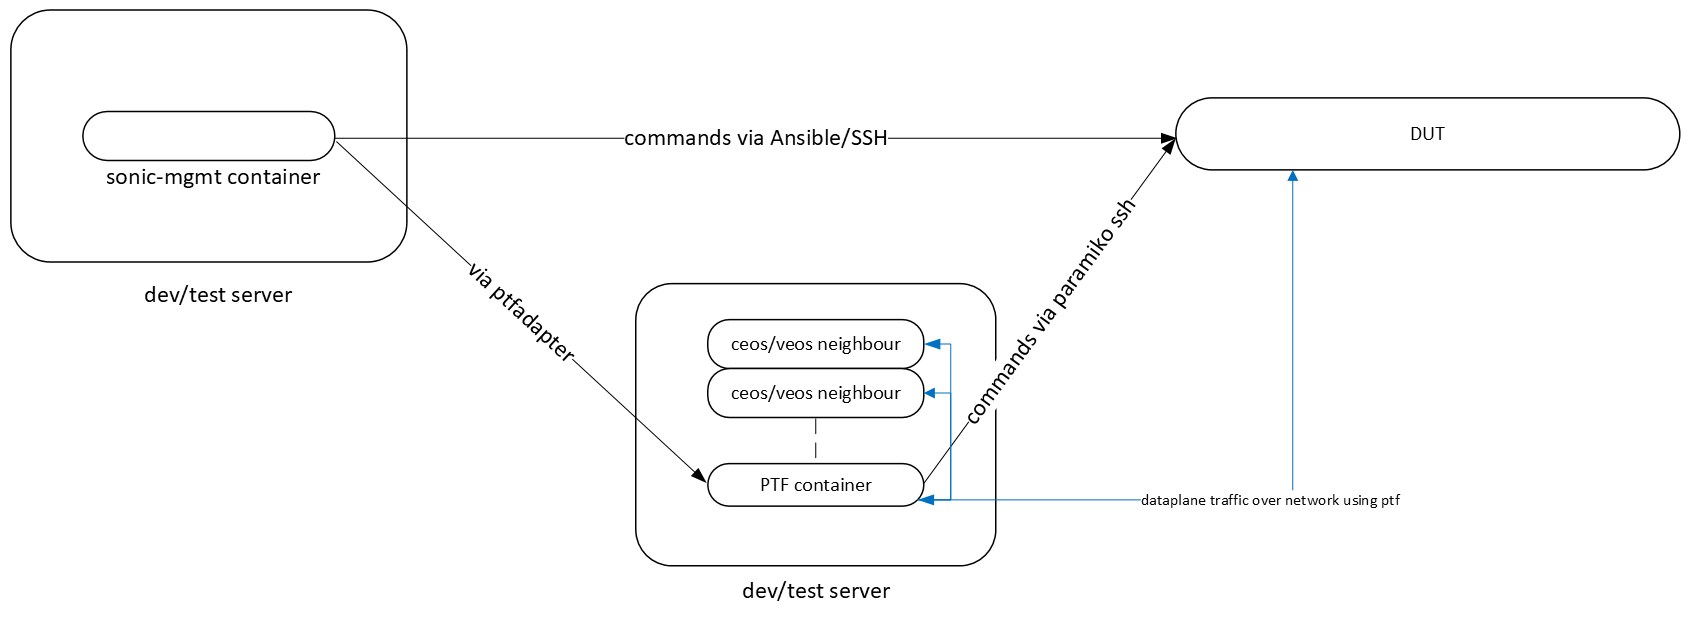 commands via Ansible/SSH
DUT
sonic-mgmt container
dev/test server
via ptfadapter
commands via paramiko ssh
ceos/veos neighbour
ceos/veos neighbour
PTF container
dataplane traffic over network using ptf
dev/test server